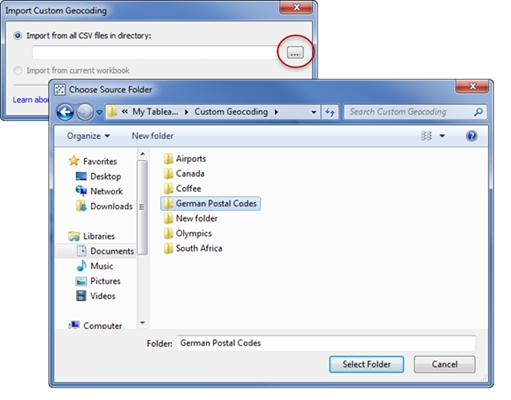 Import Custom Geocoding
Import from all CSV files in directory:
...
Import from current workbook
Learn abou
Choose Source Folder
« My Tablea... Custom Geocoding
Search Custom Geocoding
Organize New folder
Favorites
Desktop
Network
Downloads
Libraries
Documents
Music
Pictures
Videos
Computer
Airports
Canada
Coffee
German Postal Codes
New folder
Olympics
South Africa
Folder: German Postal Codes
Select Folder Cancel